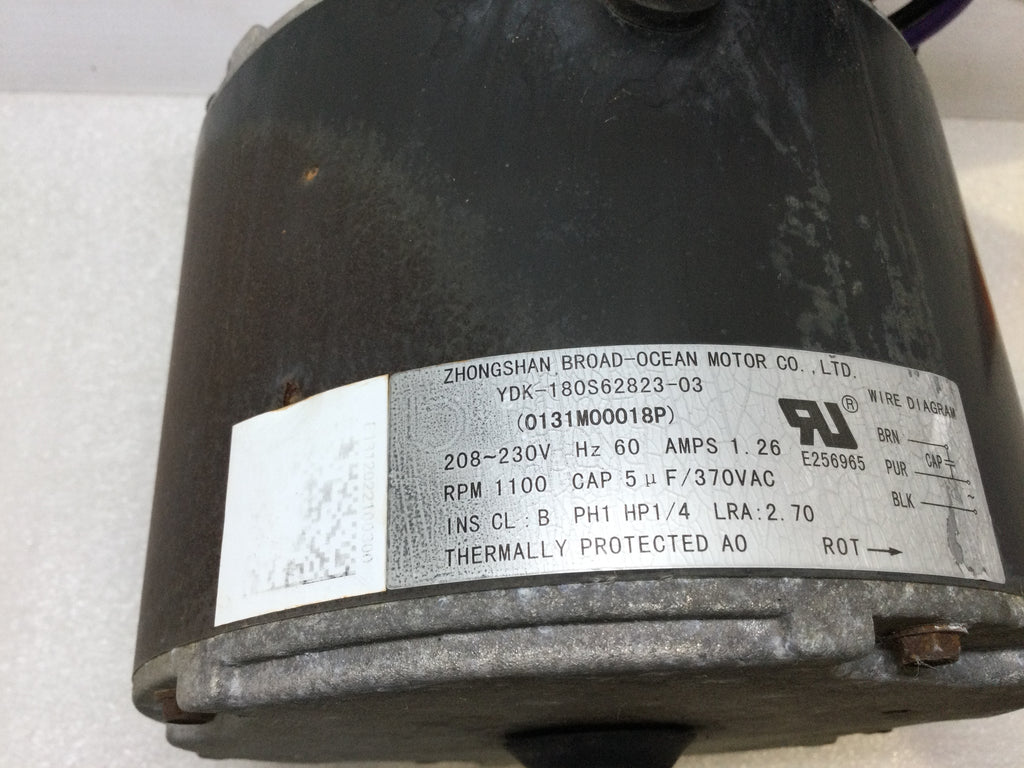 ZHONGSHAN BROAD-OCEAN MOTOR CO.,LTD.
YDK-180S62823-03
(0131M00018P)
208~230V Hz 60 AMPS 1.26
RPM 1100 CAP 5μF/370VAC
INS CL:B PH1 HP1/4 LRA:2.70
THERMALLY PROTECTED AO ROT
RU®
E256965
WIRE DIAGRAM
BRN
CAP
PUR
BLK